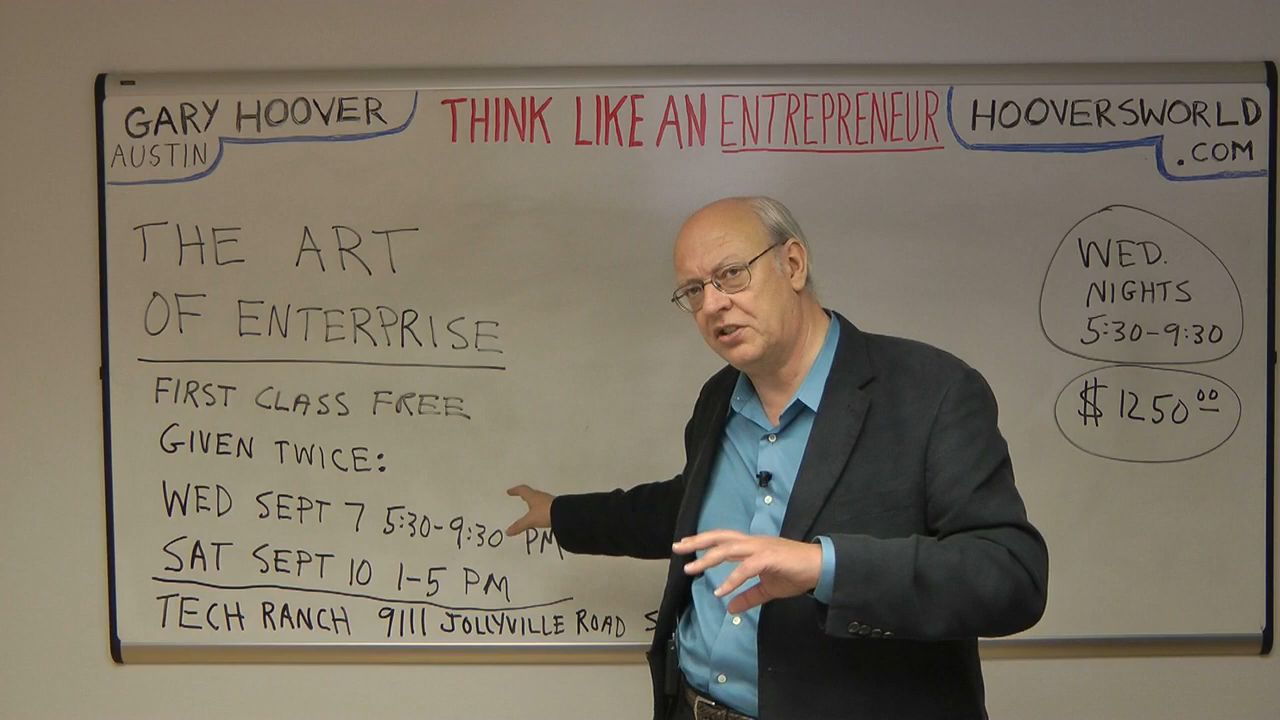 GARY HOOVER
AUSTIN
THINK LIKE AN ENTREPRENEUR
HOOVERSWORLD
.COM
THE ART
OF ENTERPRISE
FIRST CLASS FREE
GIVEN TWICE:
WED SEPT 7 5:30-9:30 PM
SAT SEPT 10 1-5 PM
TECH RANCH 9111 JOLLYVILLE ROAD
WED.
NIGHTS
5:30-9:30
$1250 00